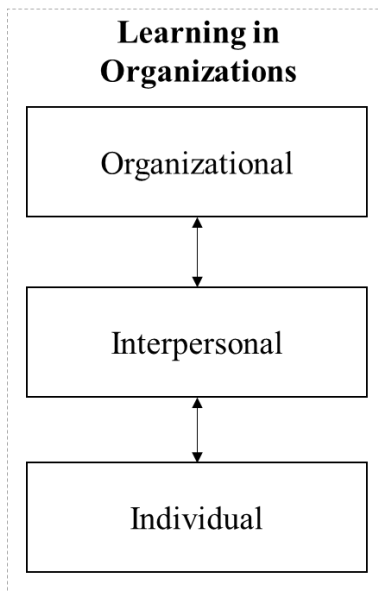 Learning in
Organizations
Organizational
Interpersonal
Individual